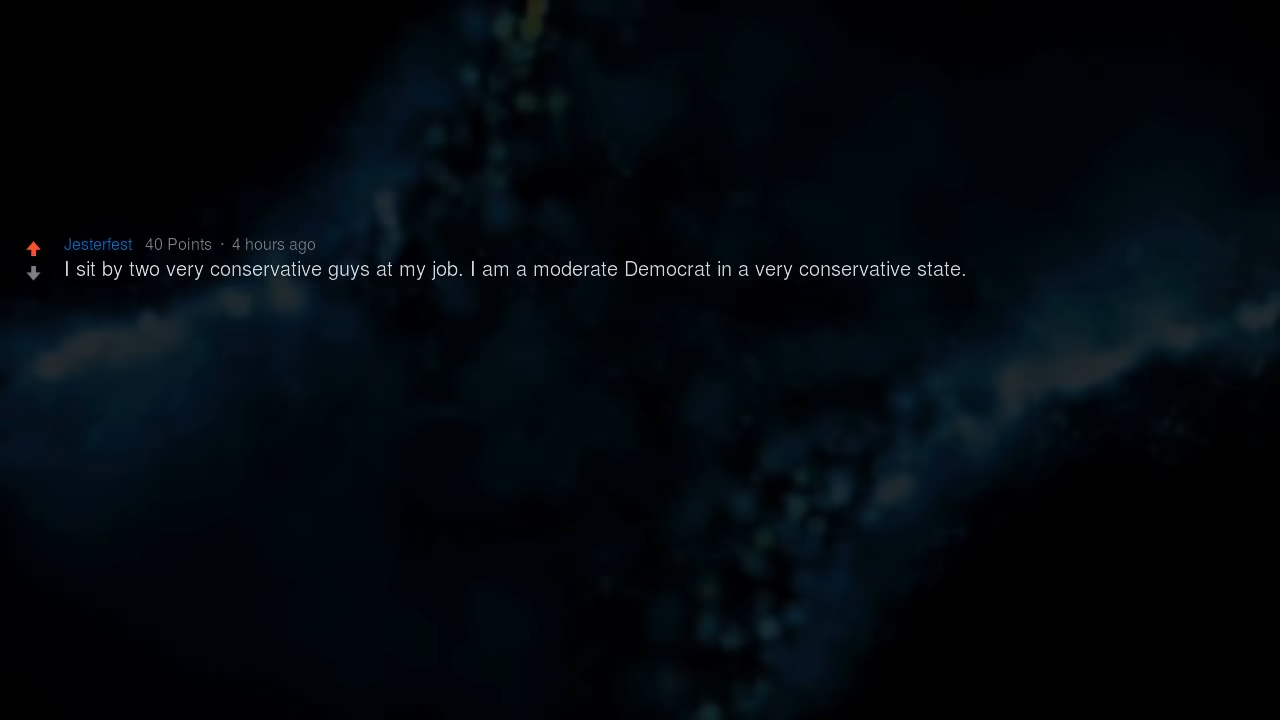 Jesterfest 40 Points · 4 hours ago
I sit by two very conservative guys at my job. I am a moderate Democrat in a very conservative state.